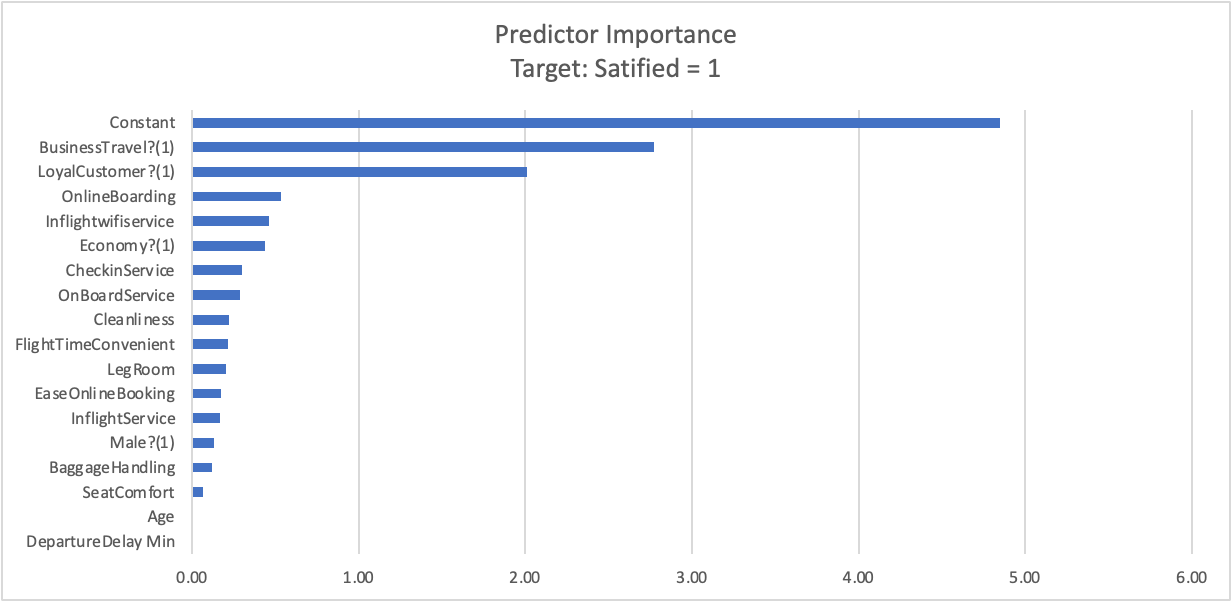 Predictor Importance
Target: Satified = 1
Constant
BusinessTravel?(1)
LoyalCustomer?(1)
OnlineBoarding
Inflightwifiservice
Economy?(1)
CheckinService
OnBoardService
Cleanliness
FlightTimeConvenient
LegRoom
EaseOnlineBooking
InflightService
Male?(1)
BaggageHandling
SeatComfort
Age
DepartureDelay Min
0.00 1.00 2.00 3.00 4.00 5.00 6.00